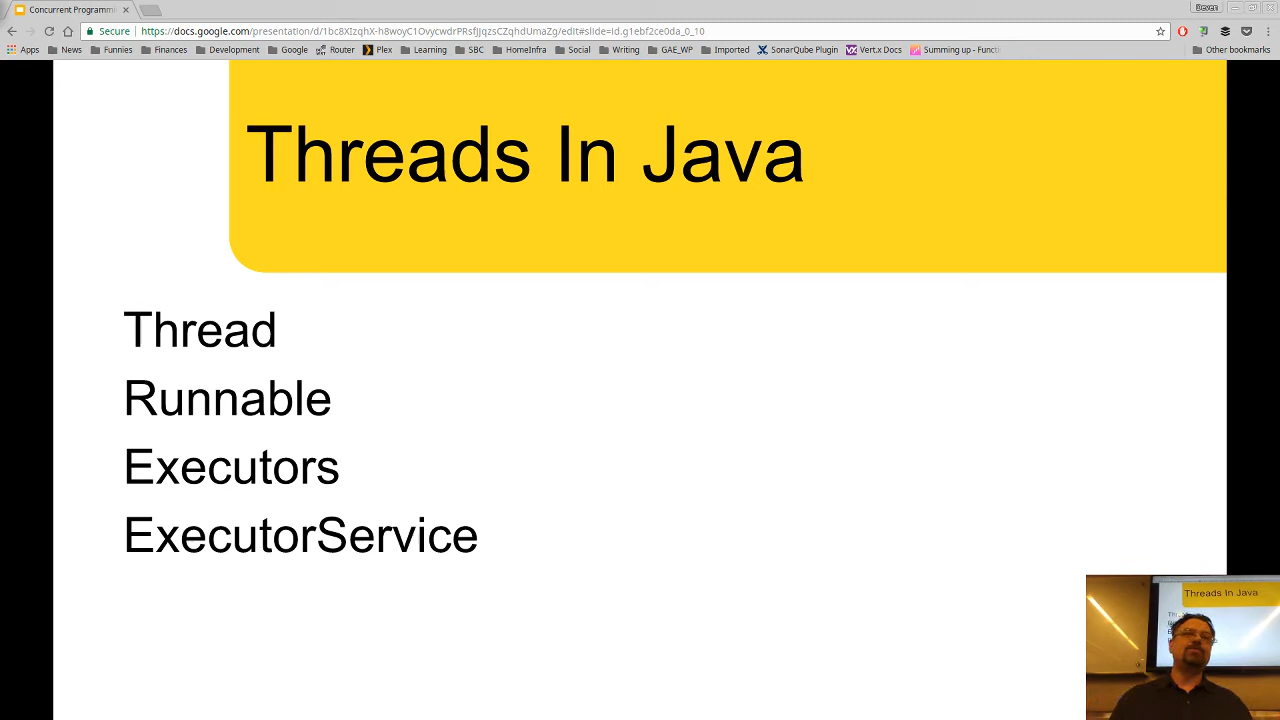 Concurrent Programm
Devan
Secure
https://docs.google.com/presentation/d/1bc8XIzqhX-h8woyC1OvycwdrPRsfJjqzsCZqhdUmaZg/edit#slide=id.g1ebf2ce0da_0_10
Apps News Funnies Finances Development Google Router Plex Learning SBC HomeInfra Social Writing GAE_WP Imported SonarQube Plugin Vert.x Docs Summing up - Functi Other bookmarks
Threads In Java
Thread
Runnable
Executors
ExecutorService
Threads In Java